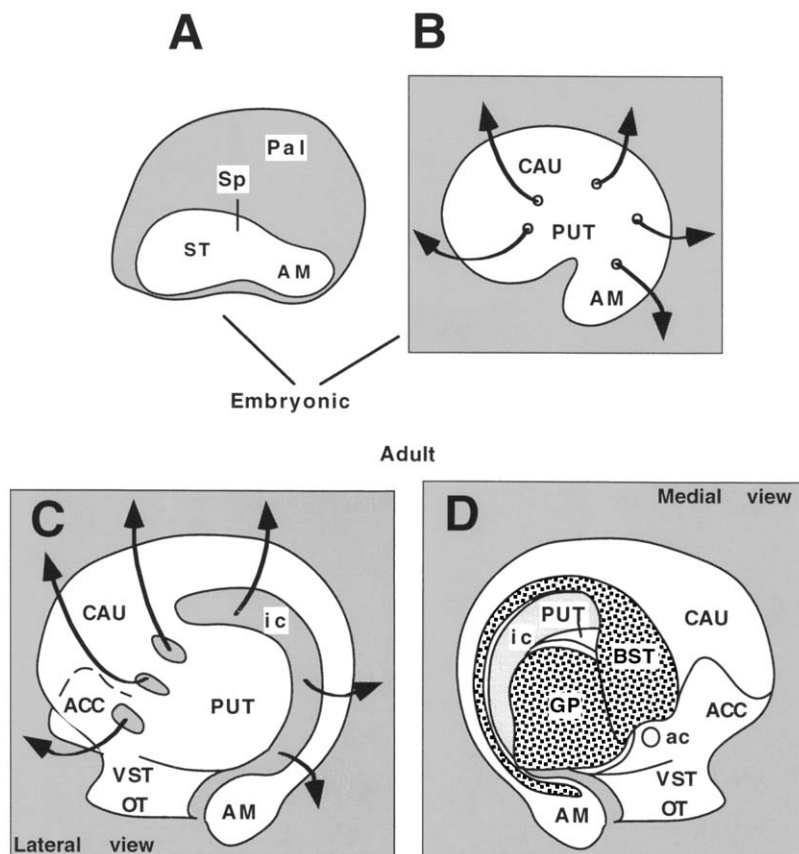 A
B
Pal
Sp
ST
AM
CAU
PUT
AM
Embryonic
Adult
C
CAU
ic
ACC
PUT
VST
OT
AM
Lateral view
Medial view
D
PUT
CAU
ic
BST
GP
ACC
ac
VST
OT
AM